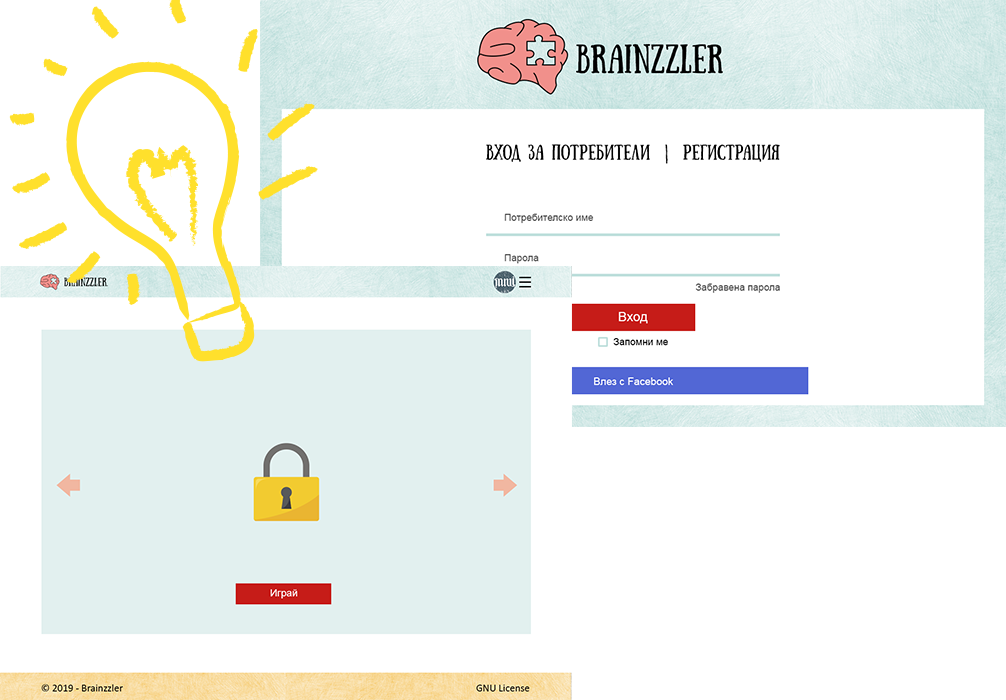 BRAINZZLER
ВХОД ЗА ПОТРЕБИТЕЛИ | РЕГИСТРАЦИЯ
Потребителско име
Парола
Забравена парола
Вход
Запомни ме
Влез с Facebook
BRAINZZLER
Играй
© 2019 - Brainzzler
GNU License